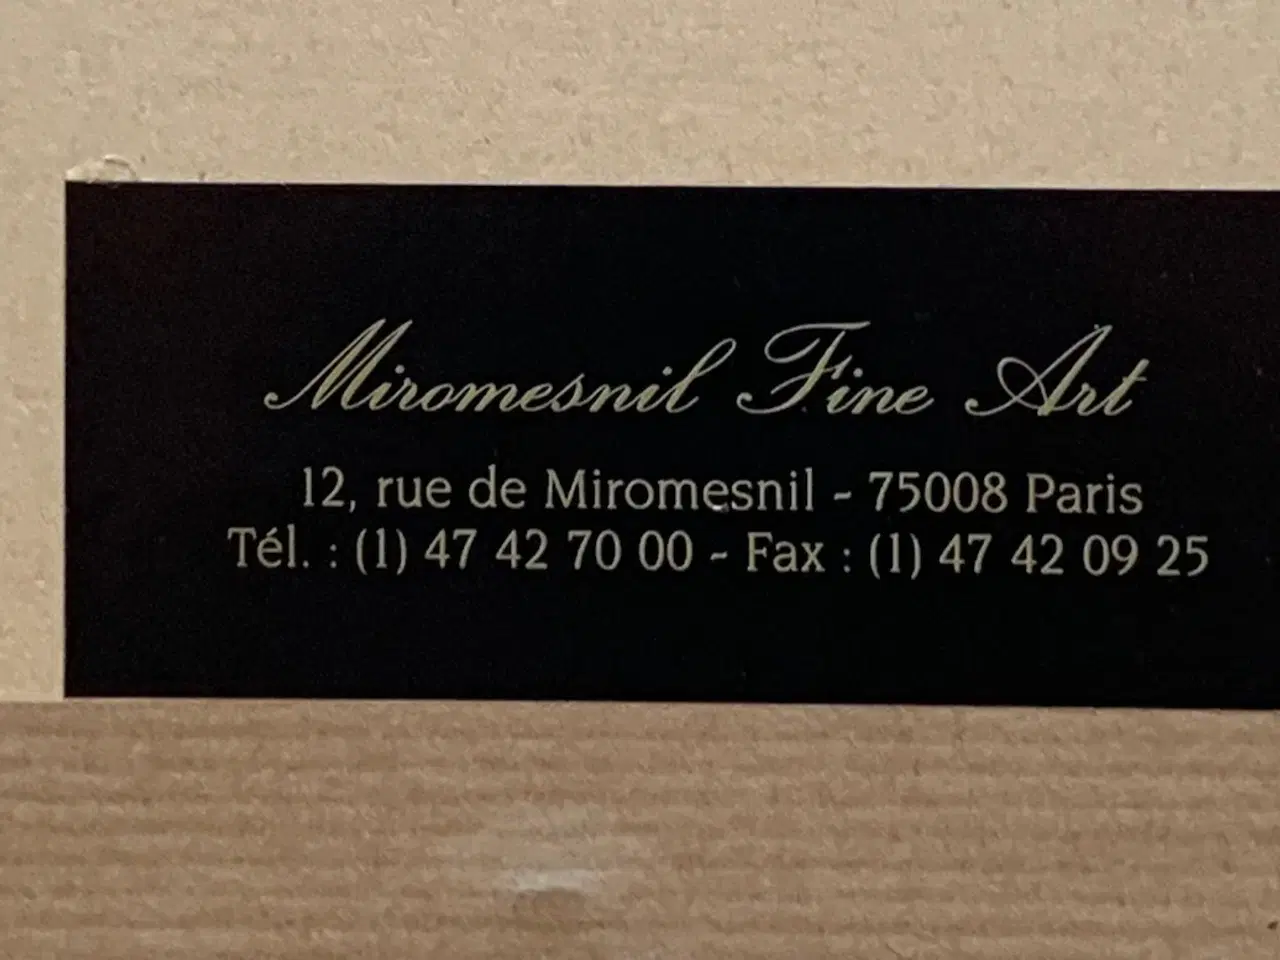 Miromesnil Fine Art
12, rue de Miromesnil - 75008 Paris
Tél. : (1) 47 42 70 00 - Fax : (1) 47 42 09 25